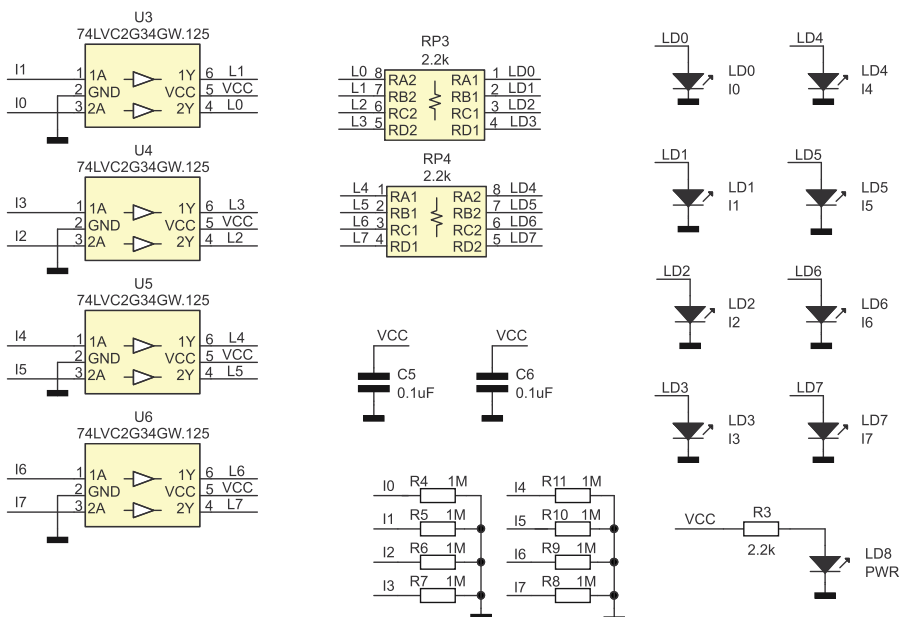 U3
74LVC2G34GW.125
I1 1 1A 1Y 6 L1
2 GND VCC 5 VCC
I0 3 2A 2Y 4 L0
U4
74LVC2G34GW.125
I3 1 1A 1Y 6 L3
2 GND VCC 5 VCC
I2 3 2A 2Y 4 L2
U5
74LVC2G34GW.125
I4 1 1A 1Y 6 L4
2 GND VCC 5 VCC
I5 3 2A 2Y 4 L5
U6
74LVC2G34GW.125
I6 1 1A 1Y 6 L6
2 GND VCC 5 VCC
I7 3 2A 2Y 4 L7
RP3
2.2k
L0 8 RA2 RA1 1 LD0
L1 7 RB2 RB1 2 LD1
L2 6 RC2 RC1 3 LD2
L3 5 RD2 RD1 4 LD3
RP4
2.2k
L4 1 RA1 RA2 8 LD4
L5 2 RB1 RB2 7 LD5
L6 3 RC1 RC2 6 LD6
L7 4 RD1 RD2 5 LD7
VCC
C5
0.1uF
VCC
C6
0.1uF
I0 R4 1M
I1 R5 1M
I2 R6 1M
I3 R7 1M
I4 R11 1M
I5 R10 1M
I6 R9 1M
I7 R8 1M
LD0
LD0
I0
LD4
LD4
I4
LD1
LD1
I1
LD5
LD5
I5
LD2
LD2
I2
LD6
LD6
I6
LD3
LD3
I3
LD7
LD7
I7
VCC
R3
2.2k
LD8
PWR